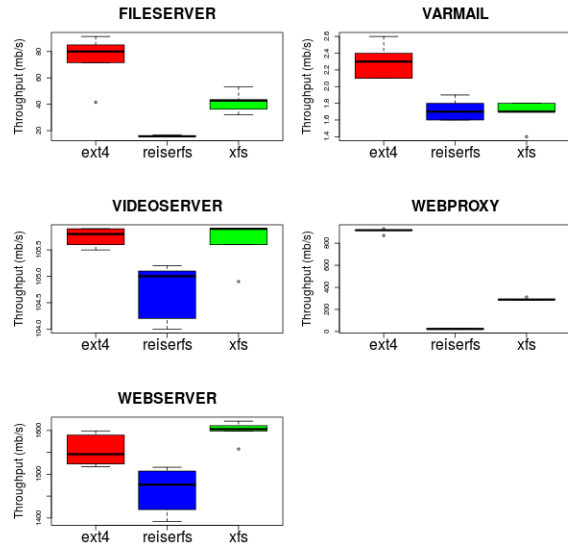 FILESERVER
Throughput (mb/s)
80
60
40
20
ext4 reiserfs xfs
VARMAIL
Throughput (mb/s)
2.6
2.4
2.2
2.0
1.8
1.6
1.4
ext4 reiserfs xfs
VIDEOSERVER
Throughput (mb/s)
105.5
105.0
104.5
104.0
ext4 reiserfs xfs
WEBPROXY
Throughput (mb/s)
800
600
400
200
0
ext4 reiserfs xfs
WEBSERVER
Throughput (mb/s)
1600
1500
1400
ext4 reiserfs xfs